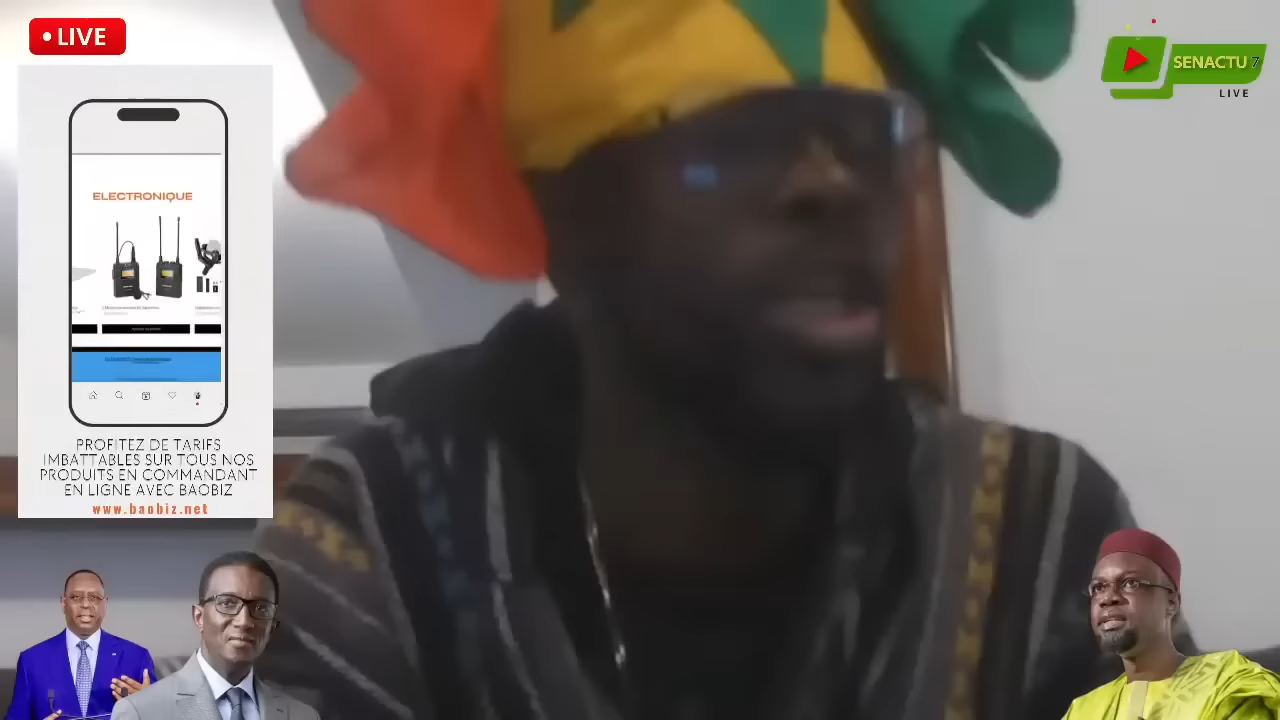 LIVE
SENACTU 7
LIVE
ELECTRONIQUE
PROFITEZ DE TARIFS
IMBATTABLES SUR TOUS NOS
PRODUITS EN COMMANDANT
EN LIGNE AVEC BAOBIZ
www.baobiz.net